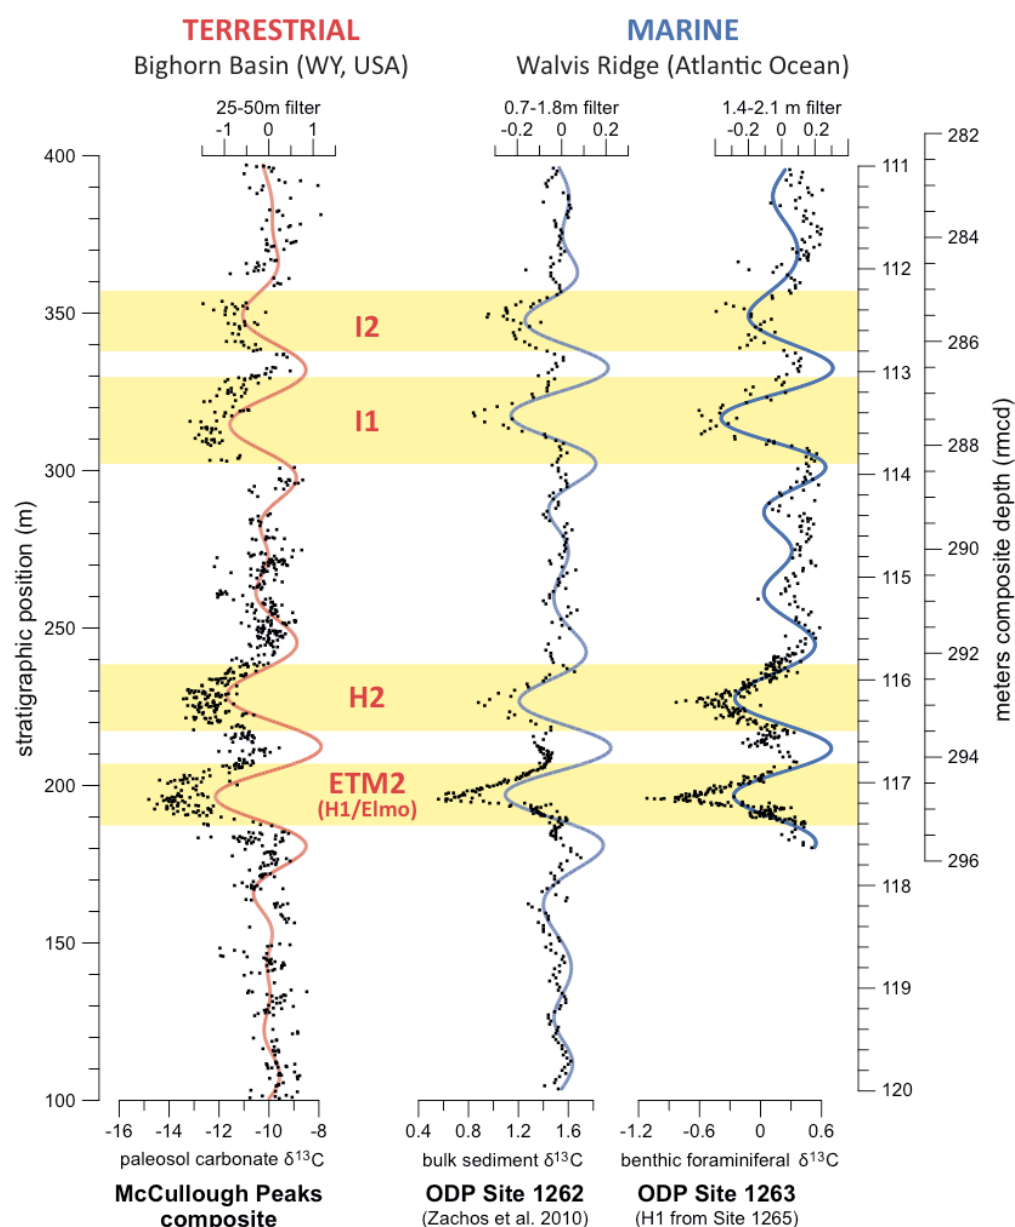 TERRESTRIAL
Bighorn Basin (WY, USA)
MARINE
Walvis Ridge (Atlantic Ocean)
25-50m filter
-1 0 1
0.7-1.8m filter
-0.2 0 0.2
1.4-2.1 m filter
-0.2 0 0.2
400
350
300
250
200
150
100
stratigraphic position (m)
I2
I1
H2
ETM2
(H1/Elmo)
111
112
113
114
115
116
117
118
119
120
282
284
286
288
290
292
294
296
meters composite depth (rmcd)
-16 -14 -12 -10 -8
paleosol carbonate δ13C
McCullough Peaks
composite
0.4 0.8 1.2 1.6
bulk sediment δ13C
ODP Site 1262
(Zachos et al. 2010)
-1.2 -0.6 0 0.6
benthic foraminiferal δ13C
ODP Site 1263
(H1 from Site 1265)